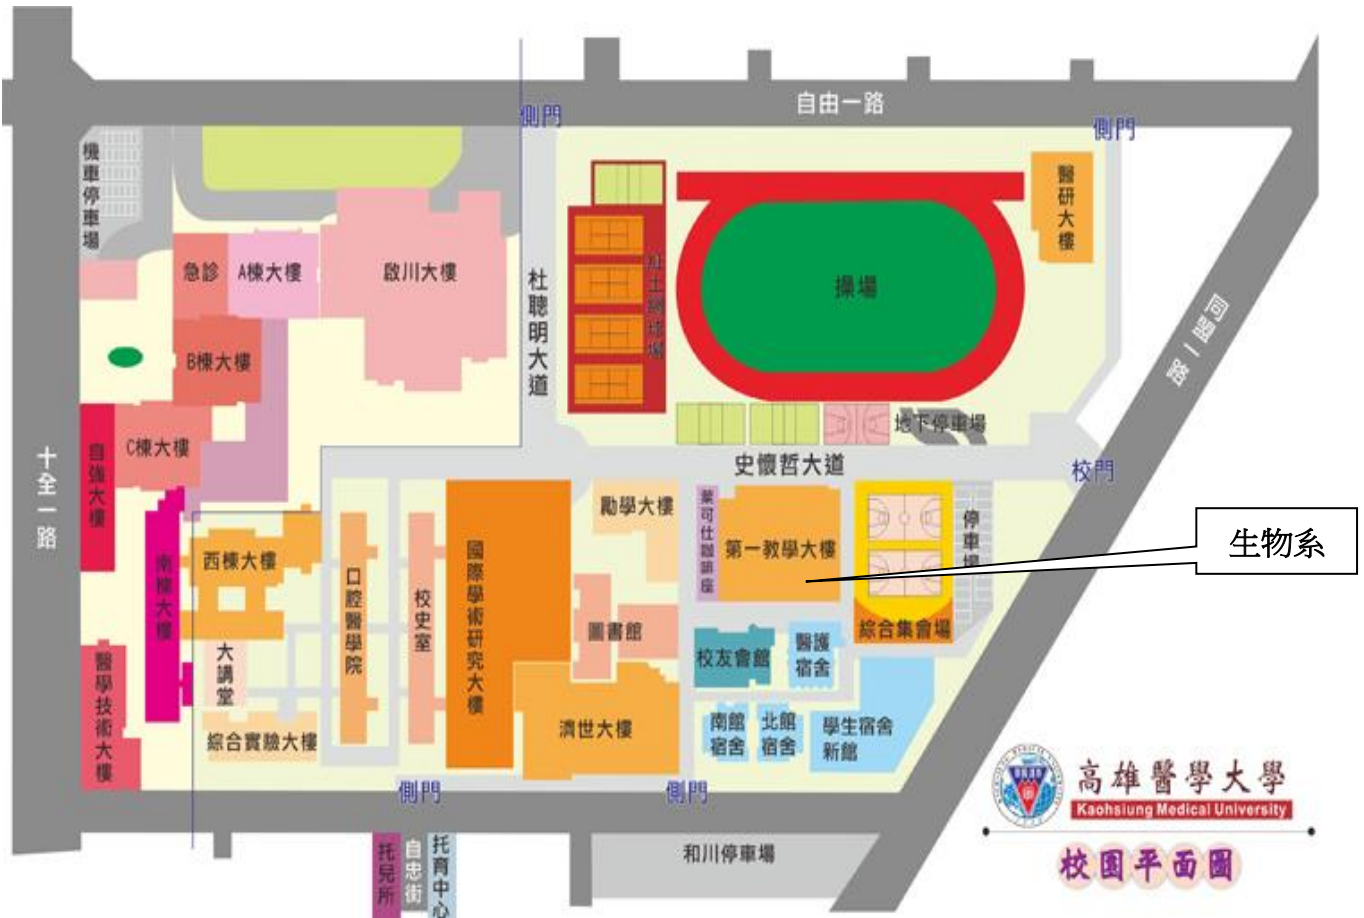 自由一路
側門
側門
機車停車場
急診
A棟大樓
啟川大樓
杜聰明大道
紅土網球場
操場
醫研大樓
同盟一路
B棟大樓
C棟大樓
自強大樓
十全一路
地下停車場
史懷哲大道
校門
南棟大樓
西棟大樓
口腔醫學院
校史室
國際學術研究大樓
勵學大樓
葉可仕咖啡座
第一教學大樓
停車場
生物系
綜合集會場
圖書館
校友會館
醫護
宿舍
大講堂
醫學技術大樓
綜合實驗大樓
濟世大樓
南館
宿舍
北館
宿舍
學生宿舍
新館
側門
側門
托兒所
自忠街
托育中心
和川停車場
高雄醫學大學
Kaohsiung Medical University
校園平面圖